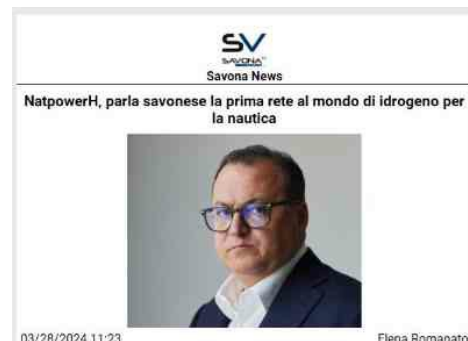 SV
SAVONA
Savona News
NatpowerH, parla savonese la prima rete al mondo di idrogeno per
la nautica
03/28/2024 11:23
Elena Romanato